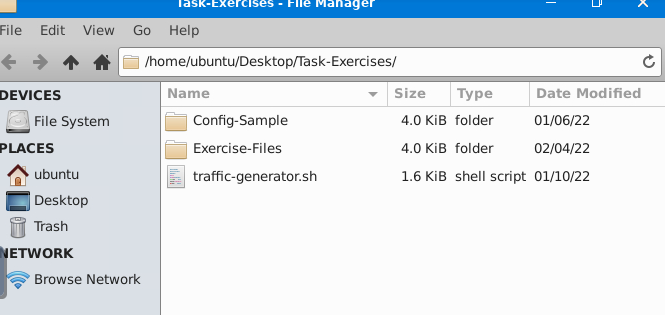 Task-Exercises - File Manager
File Edit View Go Help
/home/ubuntu/Desktop/Task-Exercises/
DEVICES
File System
PLACES
ubuntu
Desktop
Trash
NETWORK
Browse Network
Name Size Type Date Modified
Config-Sample 4.0 KiB folder 01/06/22
Exercise-Files 4.0 KiB folder 02/04/22
traffic-generator.sh 1.6 KiB shell script 01/10/22